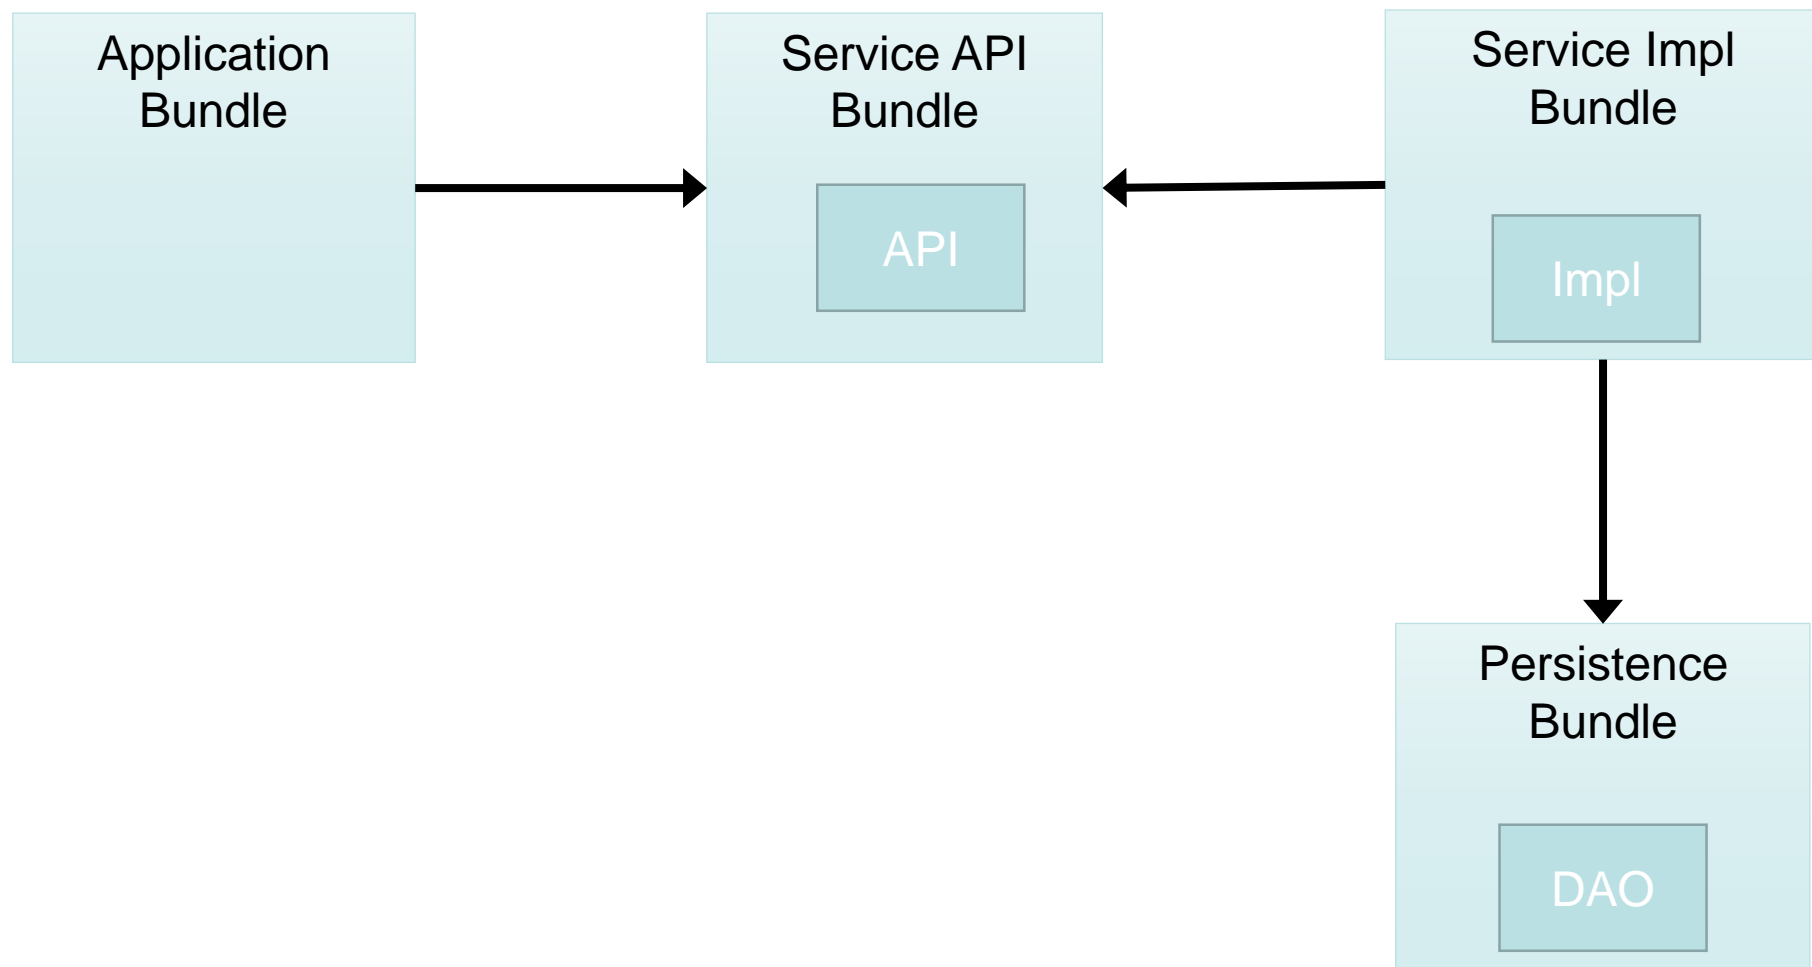 Application
Bundle
Service API
Bundle
API
Service Impl
Bundle
Impl
Persistence
Bundle
DAO